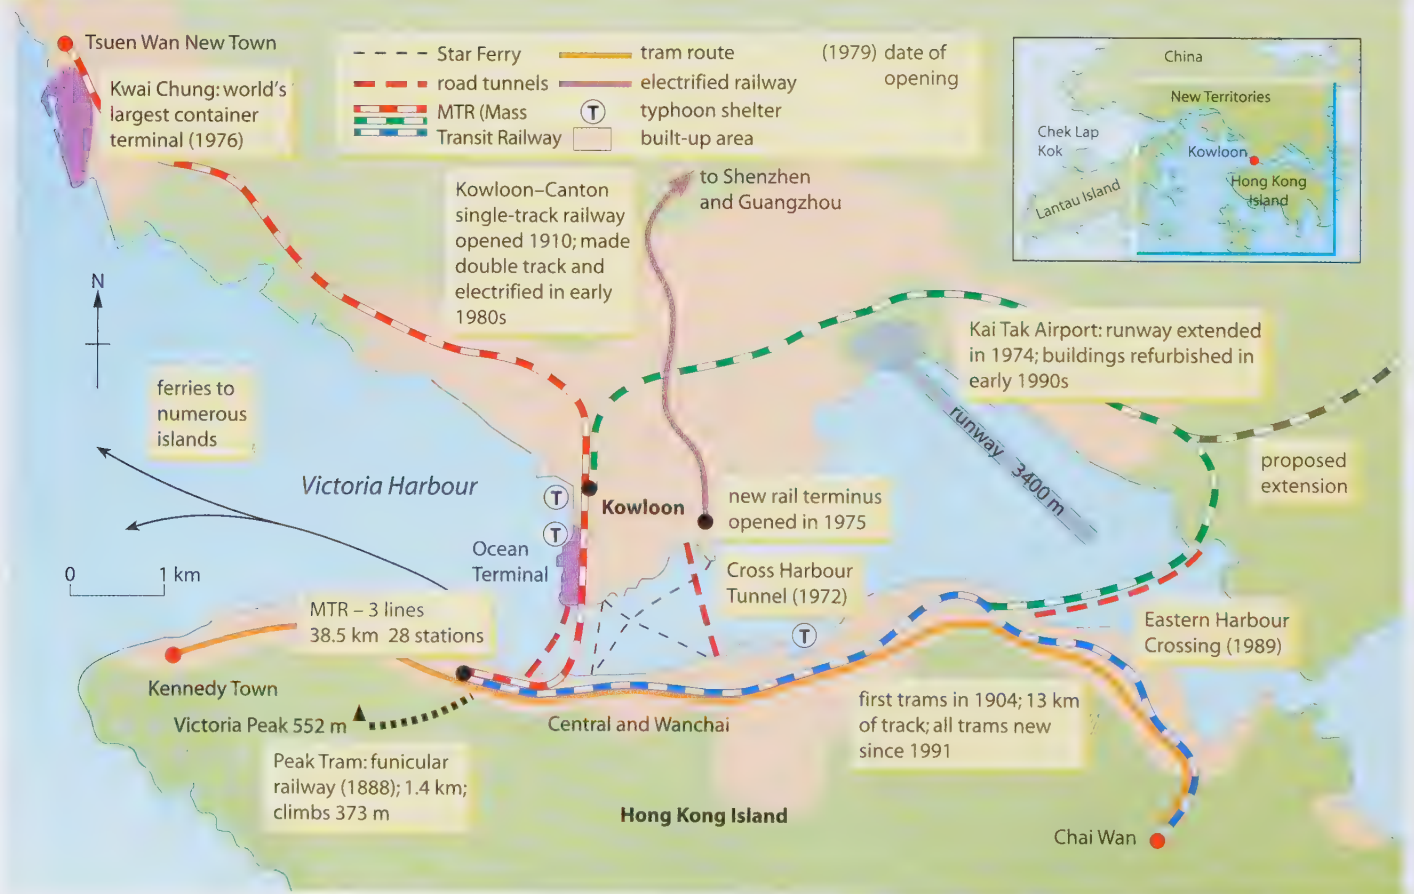 Tsuen Wan New Town
Kwai Chung: world's
largest container
terminal (1976)
Star Ferry
road tunnels
MTR (Mass
Transit Railway
tram route
electrified railway
T
typhoon shelter
built-up area
(1979) date of
opening
China
New Territories
Chek Lap
Kok
Kowloon
Lantau Island
Hong Kong
Island
Kowloon–Canton
single-track railway
opened 1910; made
double track and
electrified in early
1980s
to Shenzhen
and Guangzhou
N
Kai Tak Airport: runway extended
in 1974; buildings refurbished in
early 1990s
ferries to
numerous
islands
runway 3400 m
proposed
extension
Victoria Harbour
T
Kowloon
new rail terminus
opened in 1975
T
Ocean
Terminal
0 1 km
Cross Harbour
Tunnel (1972)
MTR – 3 lines
38.5 km 28 stations
T
Eastern Harbour
Crossing (1989)
Kennedy Town
Victoria Peak 552 m
Central and Wanchai
first trams in 1904; 13 km
of track; all trams new
since 1991
Peak Tram: funicular
railway (1888); 1.4 km;
climbs 373 m
Hong Kong Island
Chai Wan